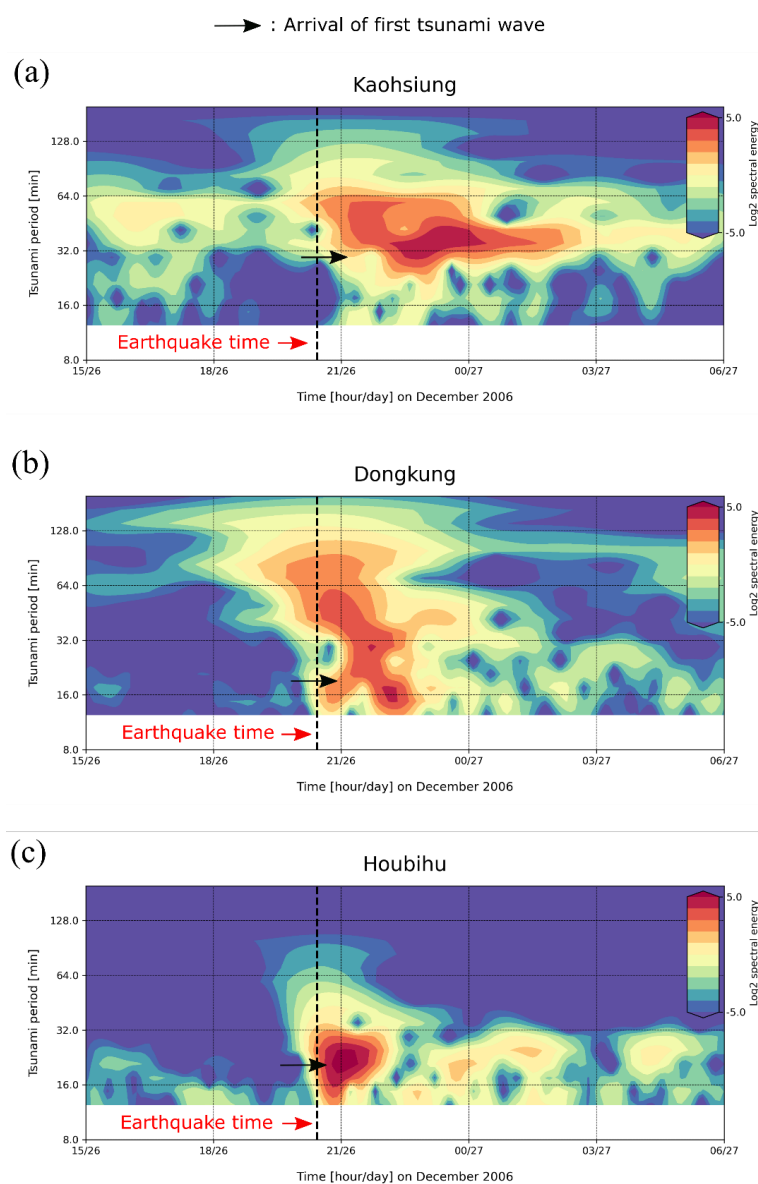 : Arrival of first tsunami wave
(a)
Kaohsiung
Tsunami period [min]
128.0
64.0
32.0
16.0
8.0
5.0
-5.0
Log2 spectral energy
Earthquake time
15/26
18/26
21/26
00/27
03/27
06/27
Time [hour/day] on December 2006
(b)
Dongkung
Tsunami period [min]
128.0
64.0
32.0
16.0
8.0
5.0
-5.0
Log2 spectral energy
Earthquake time
15/26
18/26
21/26
00/27
03/27
06/27
Time [hour/day] on December 2006
(c)
Houbihu
Tsunami period [min]
128.0
64.0
32.0
16.0
8.0
5.0
-5.0
Log2 spectral energy
Earthquake time
15/26
18/26
21/26
00/27
03/27
06/27
Time [hour/day] on December 2006